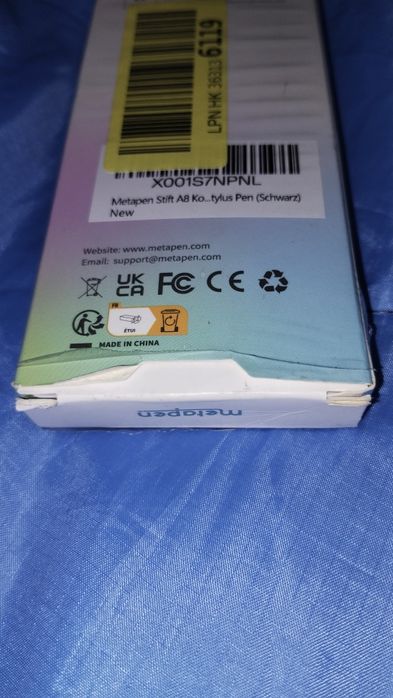 LPN HK 36313 6119
X001S7NPNL
Metapen Stift A8 Ko...tylus Pen (Schwarz)
New
Website: www.metapen.com
Email: support@metapen.com
UK
CA
FC
CE
FR
ÉTUI
MADE IN CHINA
metapen